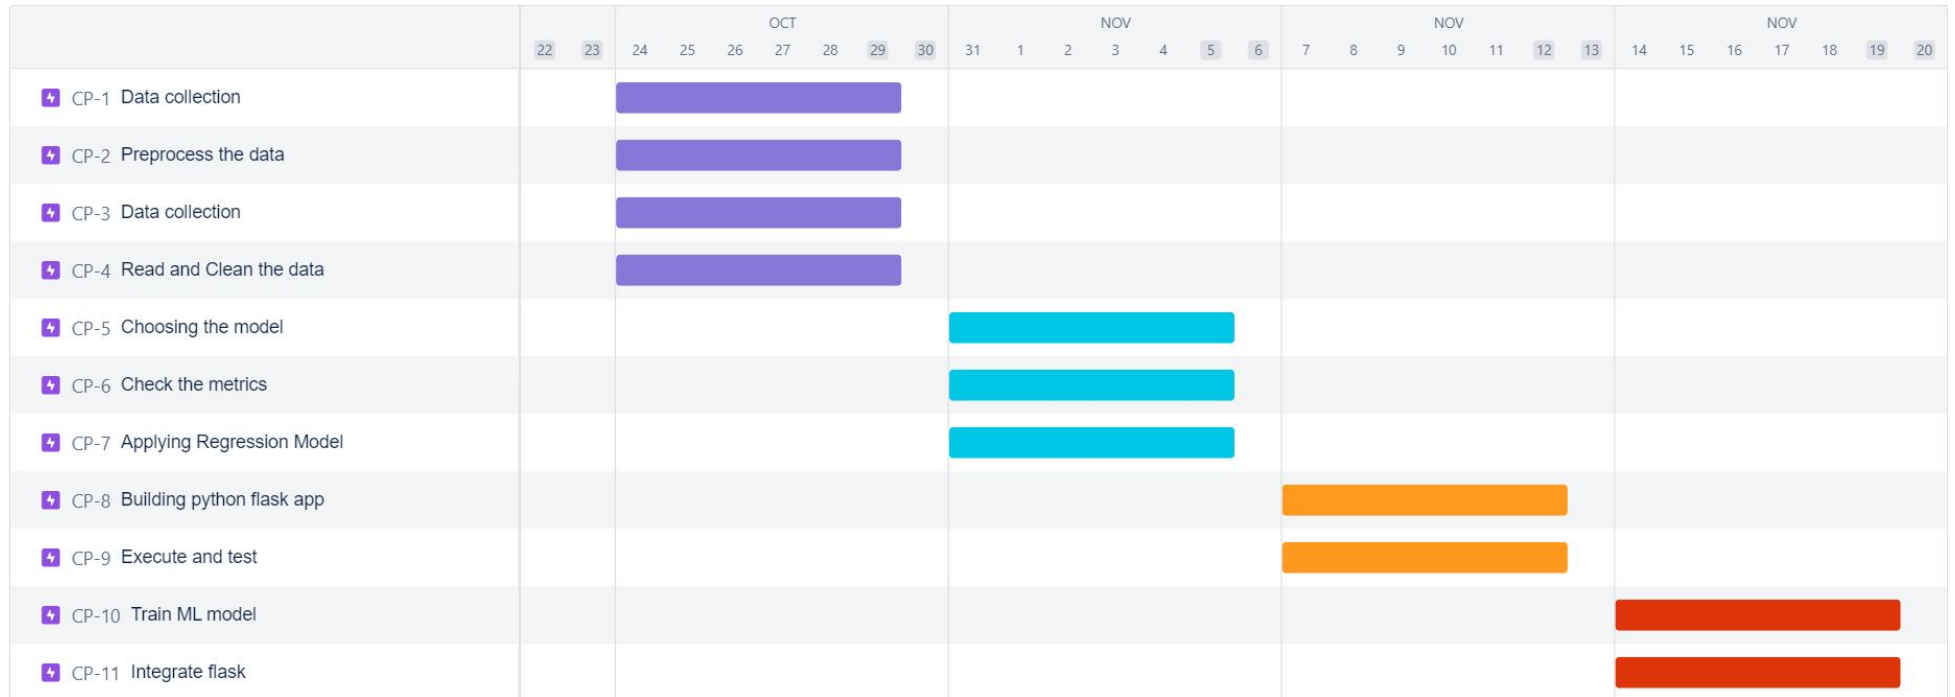 OCT NOV NOV NOV
22 23 24 25 26 27 28 29 30 31 1 2 3 4 5 6 7 8 9 10 11 12 13 14 15 16 17 18 19 20
CP-1 Data collection
CP-2 Preprocess the data
CP-3 Data collection
CP-4 Read and Clean the data
CP-5 Choosing the model
CP-6 Check the metrics
CP-7 Applying Regression Model
CP-8 Building python flask app
CP-9 Execute and test
CP-10 Train ML model
CP-11 Integrate flask